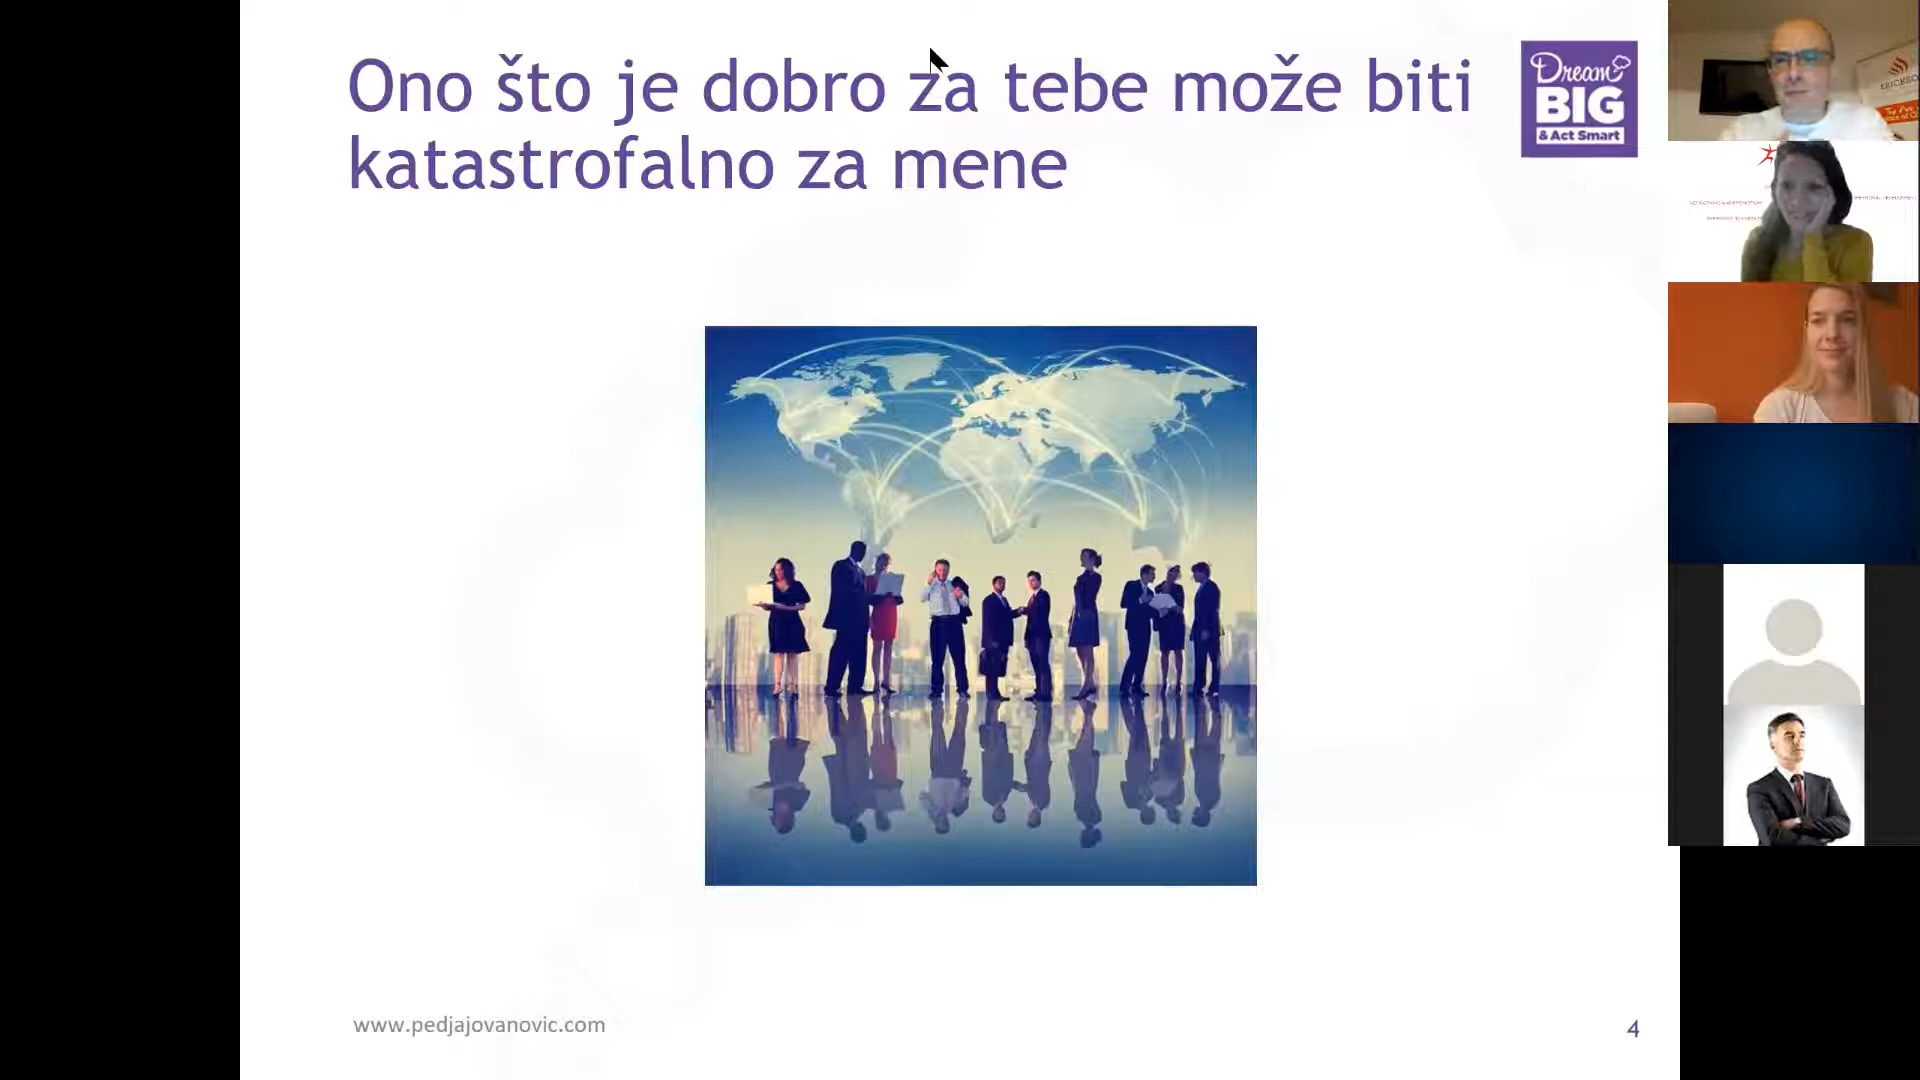 Ono što je dobro za tebe može biti
katastrofalno za mene
Dream
BIG
& Act Smart
www.pedjajovanovic.com
4